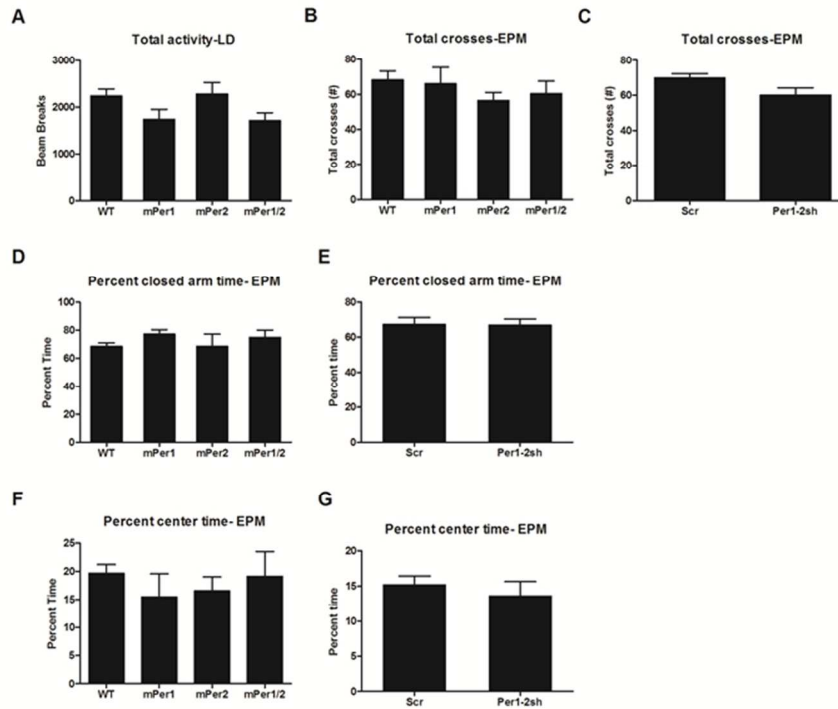 A
Total activity-LD
Beam Breaks
3000
2000
1000
0
WT mPer1 mPer2 mPer1/2
B
Total crosses-EPM
Total crosses (#)
80
60
40
20
0
WT mPer1 mPer2 mPer1/2
C
Total crosses-EPM
Total crosses (#)
80
60
40
20
0
Scr Per1-2sh
D
Percent closed arm time- EPM
Percent Time
100
80
60
40
20
0
WT mPer1 mPer2 mPer1/2
E
Percent closed arm time- EPM
Percent time
80
60
40
20
0
Scr Per1-2sh
F
Percent center time- EPM
Percent Time
25
20
15
10
5
0
WT mPer1 mPer2 mPer1/2
G
Percent center time- EPM
Percent time
20
15
10
5
0
Scr Per1-2sh